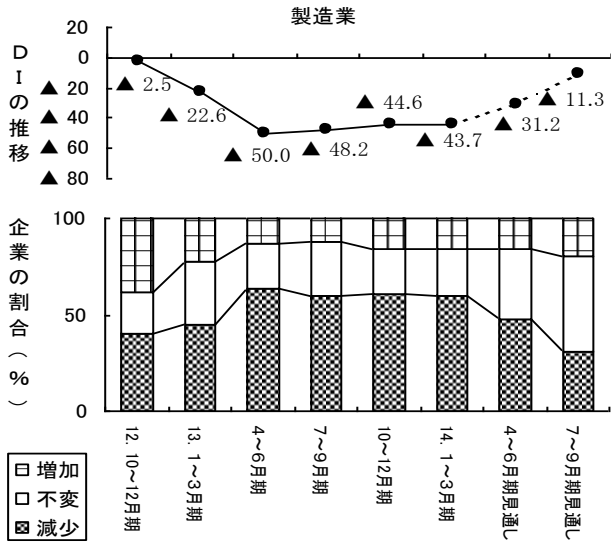 製造業
DIの推移
20
0
▲ 20
▲ 40
▲ 60
▲ 80
▲ 2.5
▲ 22.6
▲ 50.0
▲ 48.2
▲ 44.6
▲ 43.7
▲ 31.2
▲ 11.3
企業の割合(%)
100
50
0
12. 10~12月期
13. 1~3月期
4~6月期
7~9月期
10~12月期
14. 1~3月期
4~6月期見通し
7~9月期見通し
増加
不変
減少